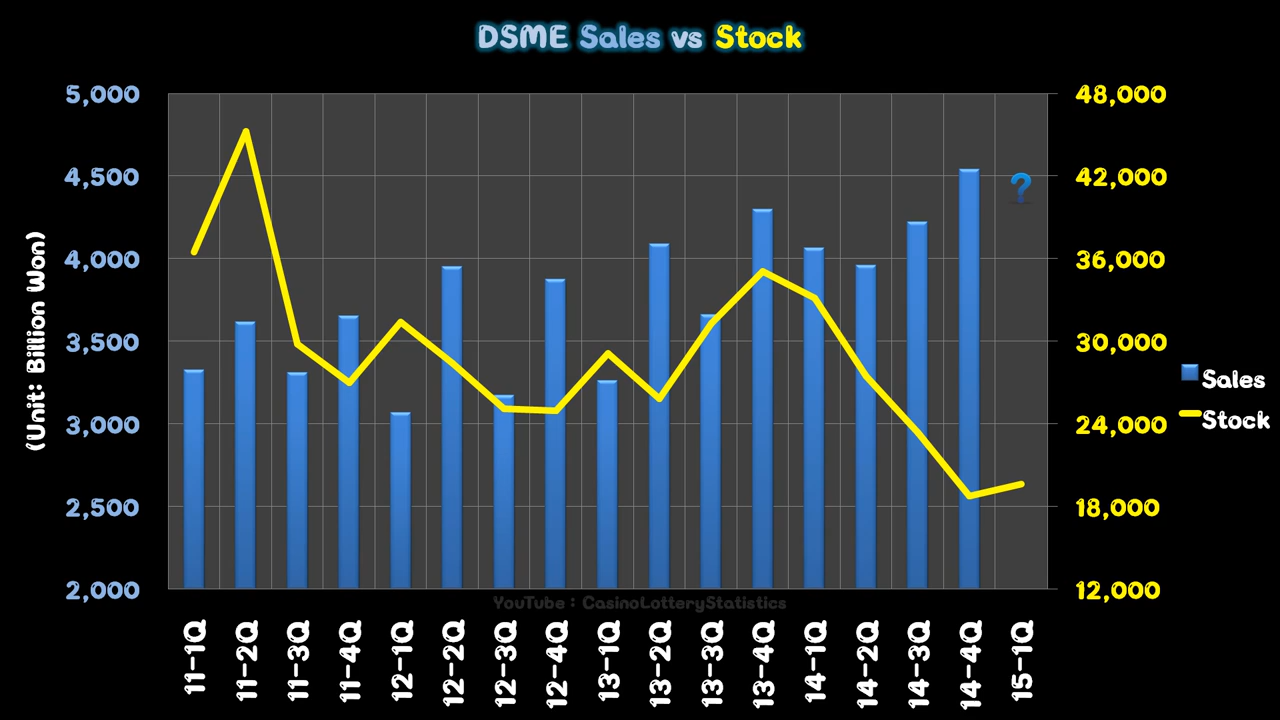 DSME Sales vs Stock
5,000
4,500
4,000
3,500
3,000
2,500
2,000
(Unit: Billion Won)
48,000
42,000
36,000
30,000
24,000
18,000
12,000
?
Sales
Stock
YouTube : CasinoLotteryStatistics
11-1Q
11-2Q
11-3Q
11-4Q
12-1Q
12-2Q
12-3Q
12-4Q
13-1Q
13-2Q
13-3Q
13-4Q
14-1Q
14-2Q
14-3Q
14-4Q
15-1Q